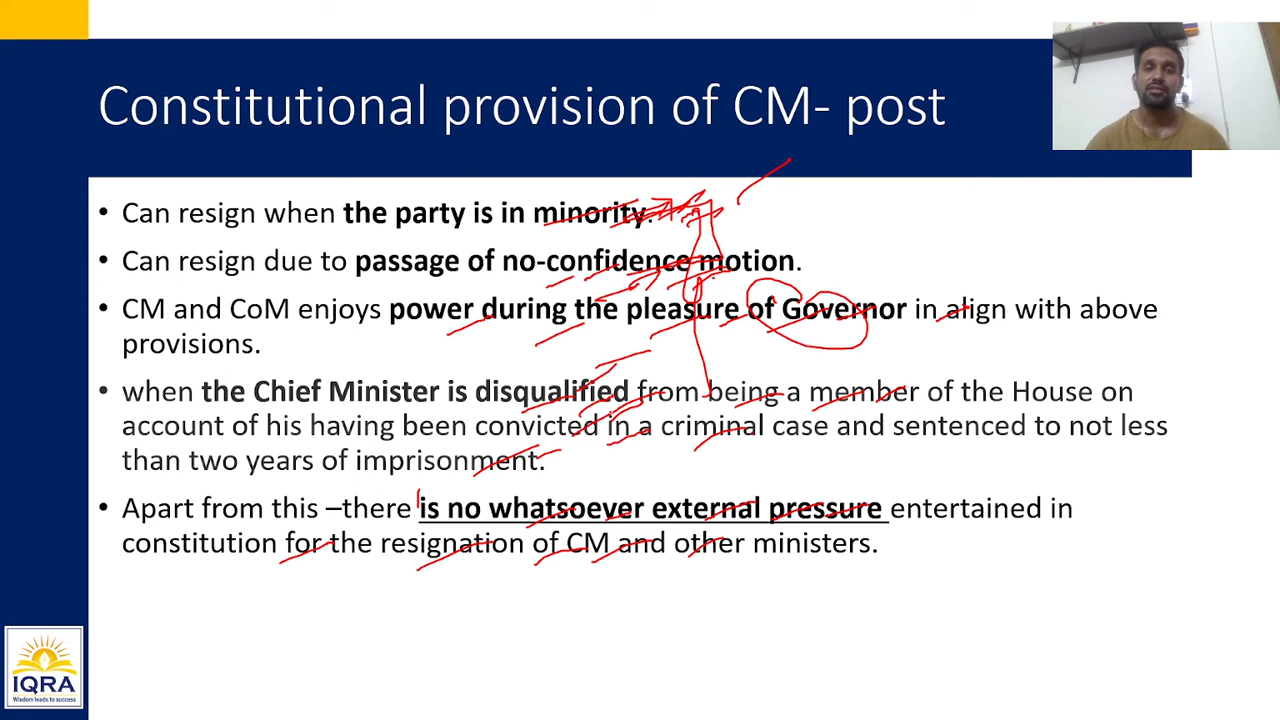 Constitutional provision of CM- post
• Can resign when the party is in minority.
• Can resign due to passage of no-confidence motion.
• CM and CoM enjoys power during the pleasure of Governor in align with above
provisions.
• when the Chief Minister is disqualified from being a member of the House on
account of his having been convicted in a criminal case and sentenced to not less
than two years of imprisonment.
• Apart from this –there is no whatsoever external pressure entertained in
constitution for the resignation of CM and other ministers.
IQRA
Wisdom leads to success